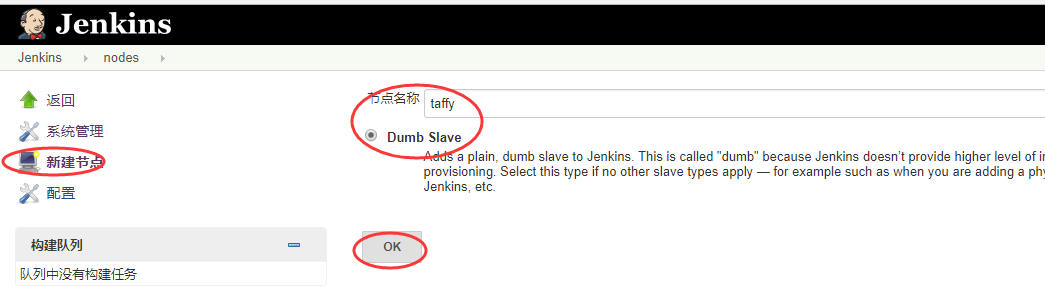 Jenkins
Jenkins nodes
返回
系统管理
新建节点
配置
构建队列
队列中没有构建任务
节点名称 taffy
Dumb Slave
Adds a plain, dumb slave to Jenkins. This is called "dumb" because Jenkins doesn't provide higher level of
provisioning. Select this type if no other slave types apply — for example such as when you are adding a
Jenkins, etc.
OK